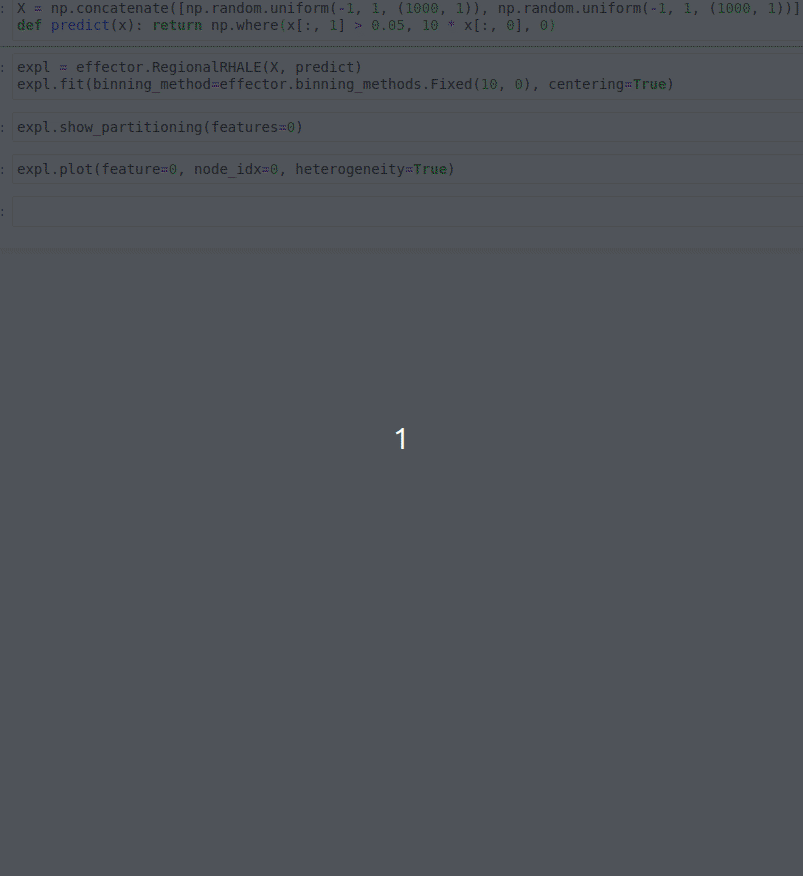 : X = np.concatenate([np.random.uniform(-1, 1, (1000, 1)), np.random.uniform(-1, 1, (1000, 1))]
def predict(x): return np.where(x[:, 1] > 0.05, 10 * x[:, 0], 0)
: expl = effector.RegionalRHALE(X, predict)
expl.fit(binning_method=effector.binning_methods.Fixed(10, 0), centering=True)
: expl.show_partitioning(features=0)
: expl.plot(feature=0, node_idx=0, heterogeneity=True)
:
1